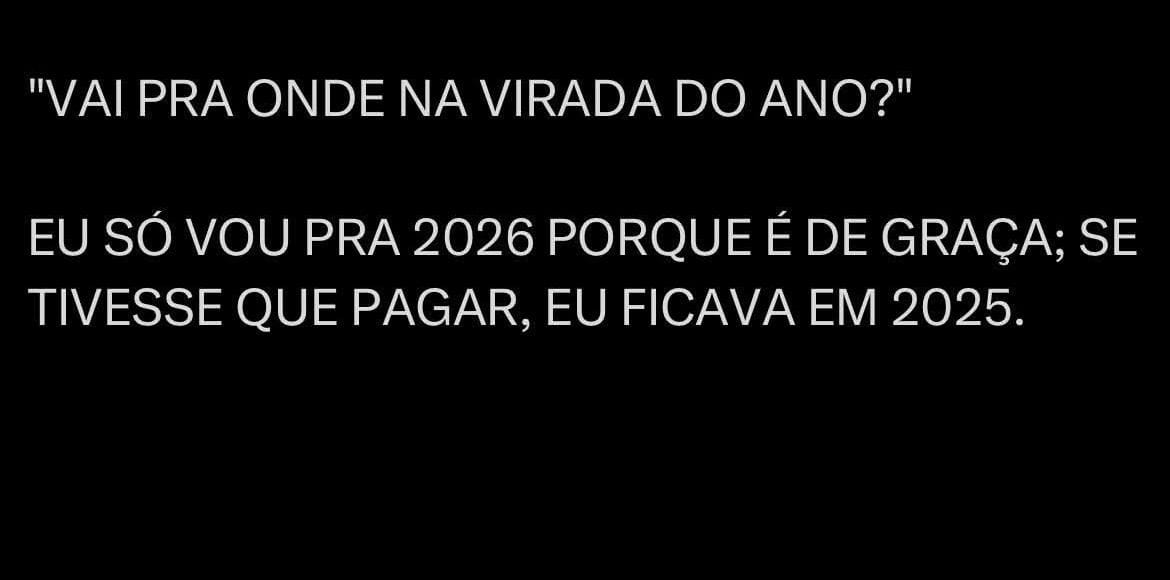 "VAI PRA ONDE NA VIRADA DO ANO?"
EU SÓ VOU PRA 2026 PORQUE É DE GRAÇA; SE
TIVESSE QUE PAGAR, EU FICAVA EM 2025.